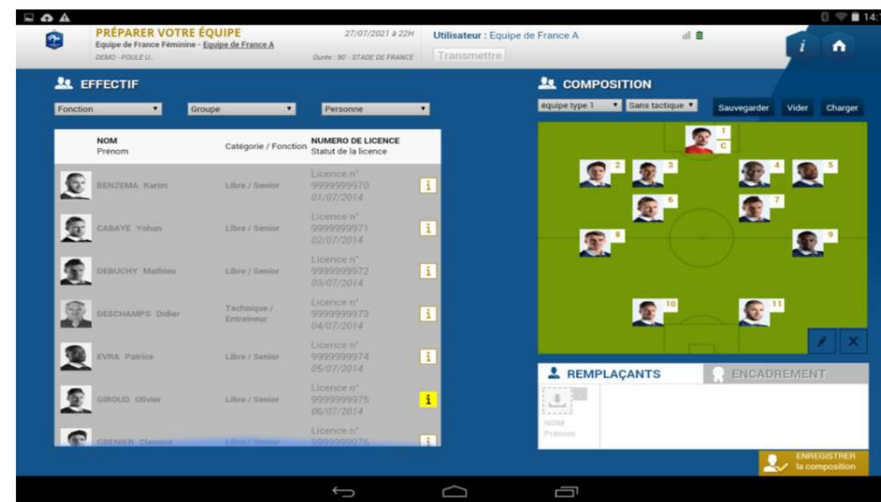 14:
PRÉPARER VOTRE ÉQUIPE
Equipe de France Féminine - Equipe de France A
DEMO - POULE U..
27/07/2021 à 22H
Durée : 90' - STADE DE FRANCE
Utilisateur : Equipe de France A
Transmettre
i
EFFECTIF
Fonction
Groupe
Personne
NOM
Prénom
Catégorie / Fonction
NUMERO DE LICENCE
Statut de la licence
BENZEMA Karim
Libre / Senior
Licence n°
9999999970
01/07/2014
i
CABAYE Yohan
Libre / Senior
Licence n°
9999999971
02/07/2014
i
DEBUCHY Mathieu
Libre / Senior
Licence n°
9999999972
03/07/2014
i
DESCHAMPS Didier
Technique /
Entraineur
Licence n°
9999999973
04/07/2014
i
EVRA Patrice
Libre / Senior
Licence n°
9999999974
05/07/2014
i
GIROUD Olivier
Libre / Senior
Licence n°
9999999975
06/07/2014
i
GRENIER Clement
Libre / Senior
Licence n°
9999999976
i
COMPOSITION
équipe type 1
Sans tactique
Sauvegarder
Vider
Charger
1
C
2
3
4
5
6
7
8
9
10
11
REMPLAÇANTS
ENCADREMENT
NOM
Prénom
ENREGISTRER
la composition